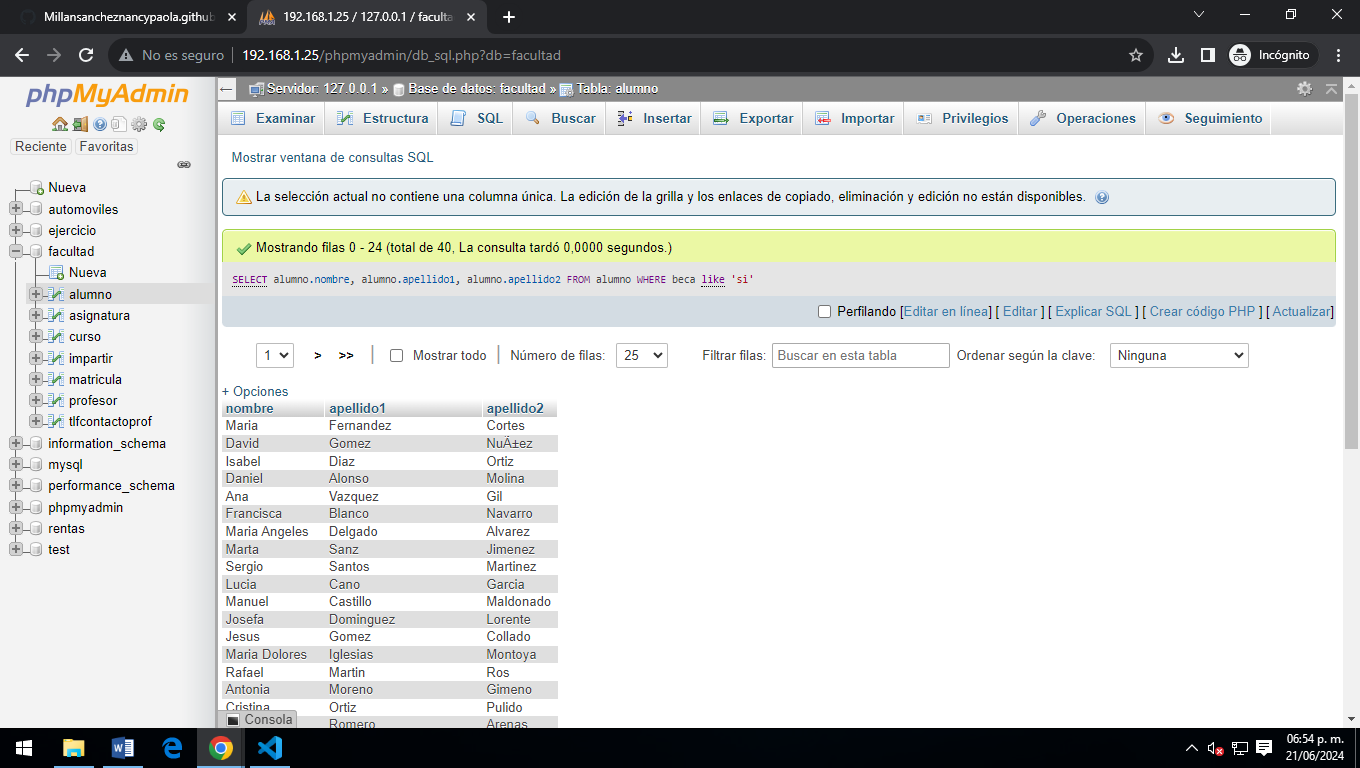 Millansancheznancypaola.github
192.168.1.25 / 127.0.0.1 / faculta
No es seguro
192.168.1.25/phpmyadmin/db_sql.php?db=facultad
Incógnito
phpMyAdmin
Reciente Favoritas
Nueva
automoviles
ejercicio
facultad
Nueva
alumno
asignatura
curso
impartir
matricula
profesor
tlfcontactoprof
information_schema
mysql
performance_schema
phpmyadmin
rentas
test
Servidor: 127.0.0.1 » Base de datos: facultad » Tabla: alumno
Examinar Estructura SQL Buscar Insertar Exportar Importar Privilegios Operaciones Seguimiento
Mostrar ventana de consultas SQL
La selección actual no contiene una columna única. La edición de la grilla y los enlaces de copiado, eliminación y edición no están disponibles.
Mostrando filas 0 - 24 (total de 40, La consulta tardó 0,0000 segundos.)
SELECT alumno.nombre, alumno.apellido1, alumno.apellido2 FROM alumno WHERE beca like 'si'
Perfilando [Editar en línea] [ Editar ] [ Explicar SQL ] [ Crear código PHP ] [ Actualizar]
1 > >> | Mostrar todo | Número de filas: 25 Filtrar filas: Buscar en esta tabla Ordenar según la clave: Ninguna
+ Opciones
nombre apellido1 apellido2
Maria Fernandez Cortes
David Gomez NuÃ±ez
Isabel Diaz Ortiz
Daniel Alonso Molina
Ana Vazquez Gil
Francisca Blanco Navarro
Maria Angeles Delgado Alvarez
Marta Sanz Jimenez
Sergio Santos Martinez
Lucia Cano Garcia
Manuel Castillo Maldonado
Josefa Dominguez Lorente
Jesus Gomez Collado
Maria Dolores Iglesias Montoya
Rafael Martin Ros
Antonia Moreno Gimeno
Cristina Ortiz Pulido
Romero Arenas
Consola
06:54 p. m.
21/06/2024